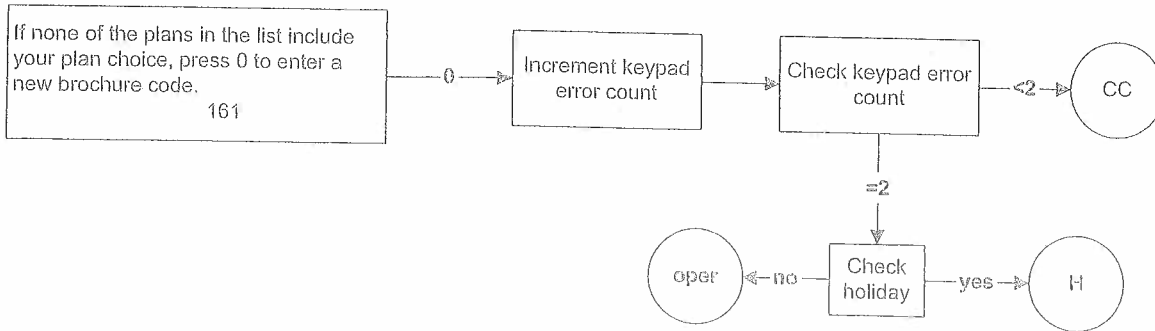 If none of the plans in the list include
your plan choice, press 0 to enter a
new brochure code.
161
0
Increment keypad
error count
Check keypad error
count
<2
CC
=2
oper
no
Check
holiday
yes
H